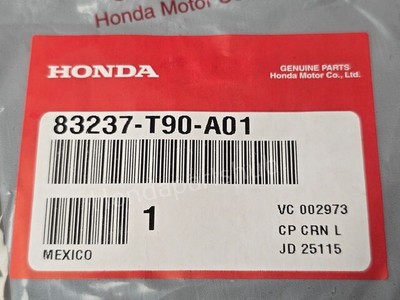 Honda Motor Co
HONDA
GENUINE PARTS
Honda Motor Co., Ltd.
83237-T90-A01
1
VC 002973
CP CRN L
JD 25115
MEXICO